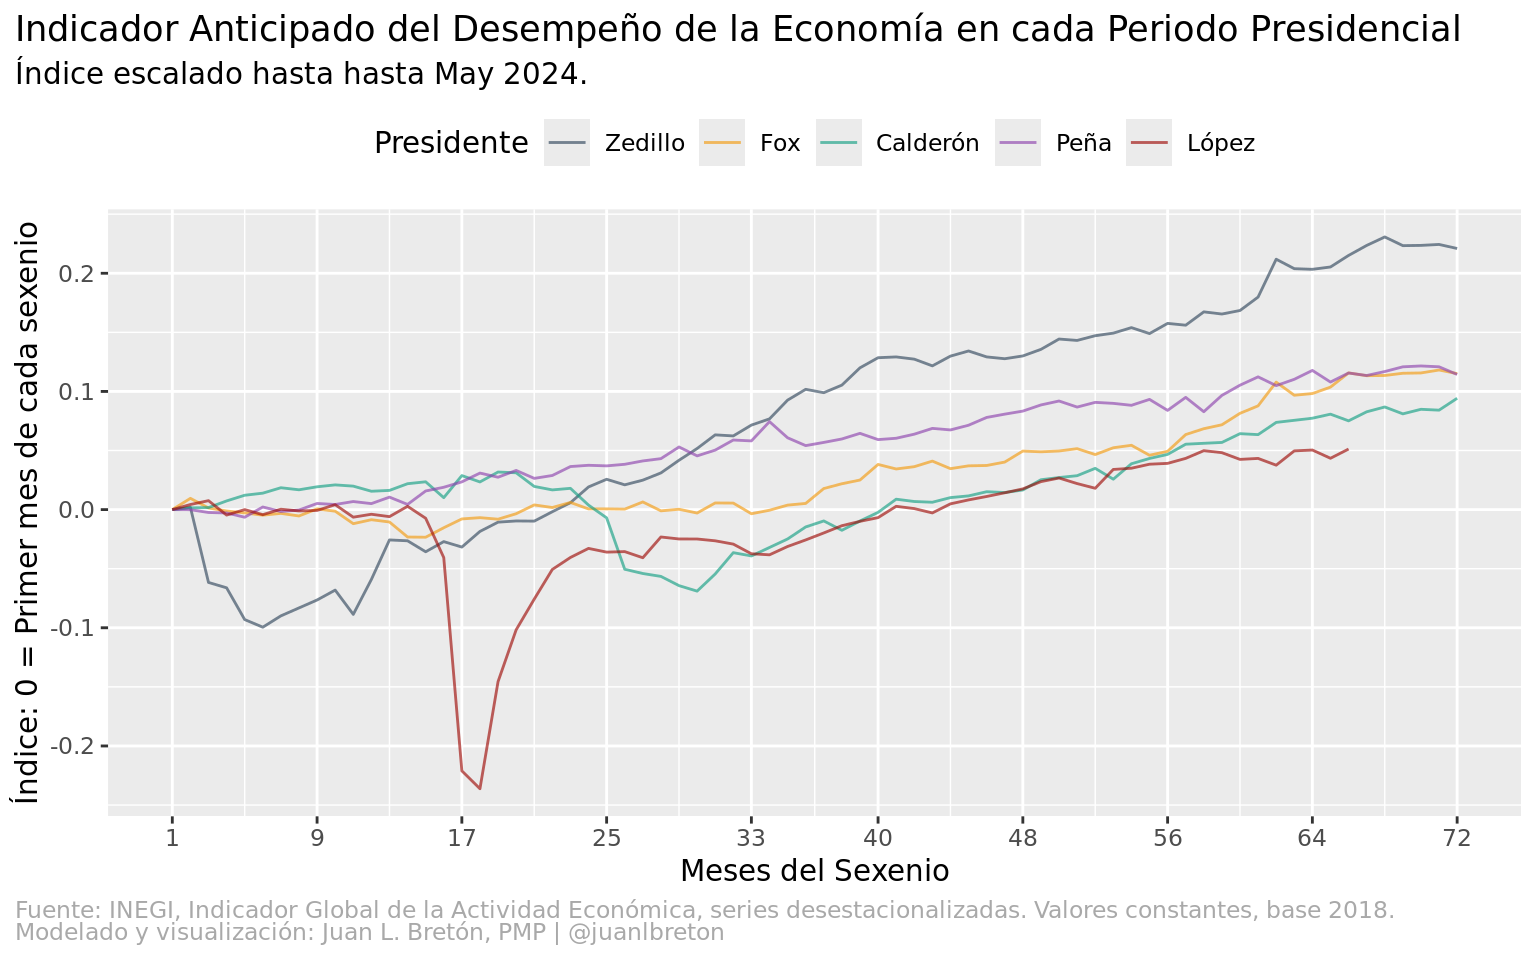 Indicador Anticipado del Desempeño de la Economía en cada Periodo Presidencial
Índice escalado hasta hasta May 2024.
Presidente Zedillo Fox Calderón Peña López
Índice: 0 = Primer mes de cada sexenio
0.2
0.1
0.0
-0.1
-0.2
1 9 17 25 33 40 48 56 64 72
Meses del Sexenio
Fuente: INEGI, Indicador Global de la Actividad Económica, series desestacionalizadas. Valores constantes, base 2018.
Modelado y visualización: Juan L. Bretón, PMP | @juanlbreton